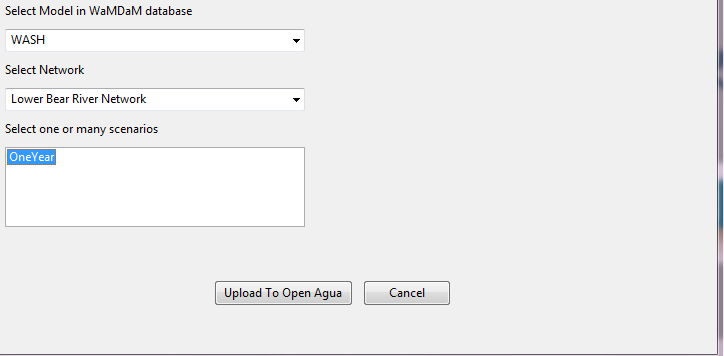 Select Model in WaMDaM database
WASH
Select Network
Lower Bear River Network
Select one or many scenarios
OneYear
Upload To Open Agua Cancel